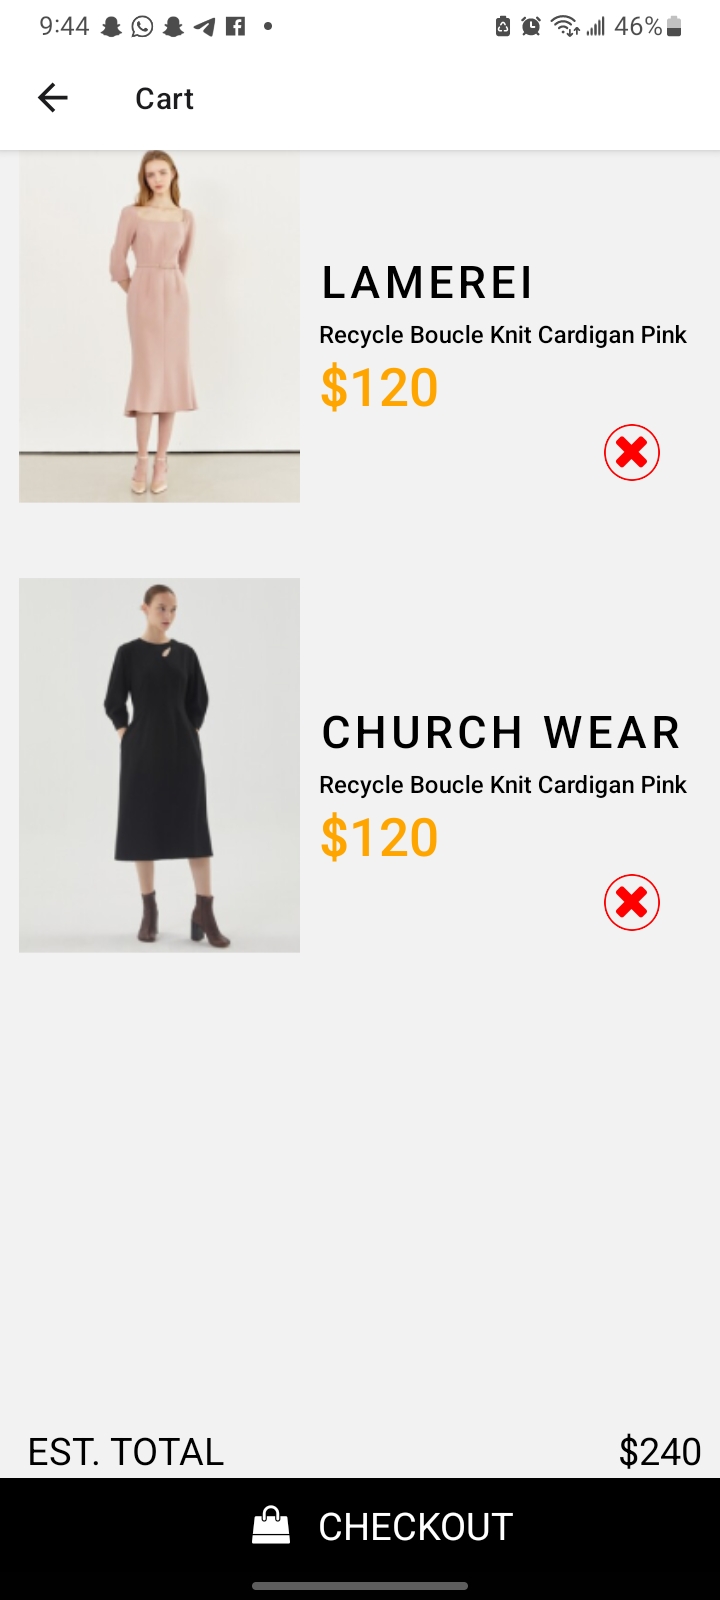 9:44
46%
Cart
LAMEREI
Recycle Boucle Knit Cardigan Pink
$120
CHURCH WEAR
Recycle Boucle Knit Cardigan Pink
$120
EST. TOTAL $240
CHECKOUT